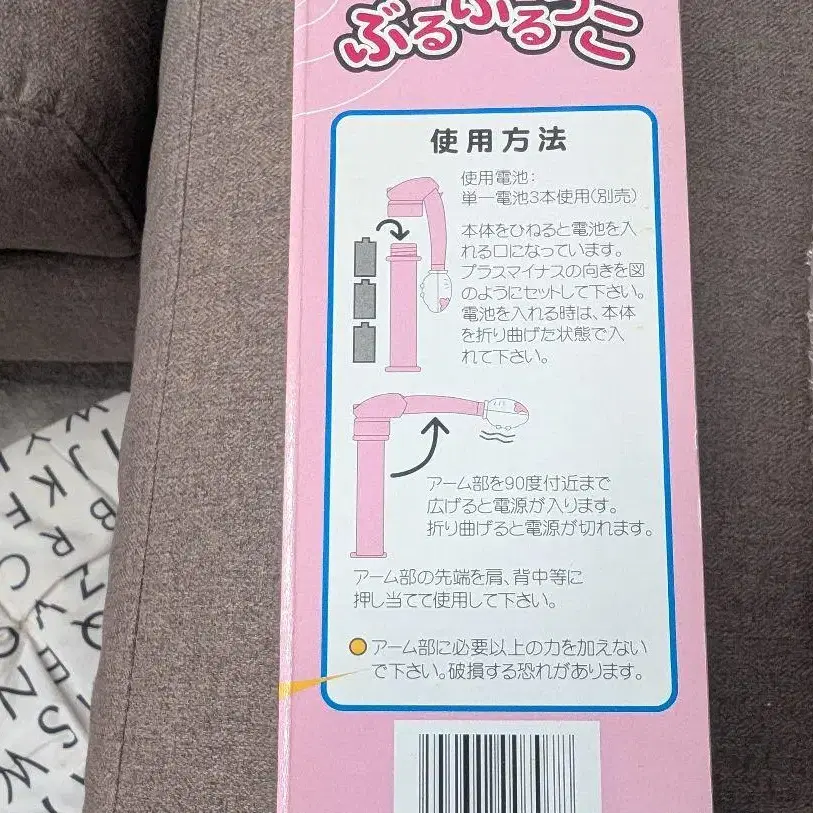 ぶるぶるっこ
使用方法
使用電池:
単一電池3本使用(別売)
本体をひねると電池を入
れる口になっています。
プラスマイナスの向きを図
のようにセットして下さい。
電池を入れる時は、本体
を折り曲げた状態で入
れて下さい。
アーム部を90度付近まで
広げると電源が入ります。
折り曲げると電源が切れます。
アーム部の先端を肩、背中等に
押し当てて使用して下さい。
アーム部に必要以上の力を加えない
で下さい。破損する恐れがあります。